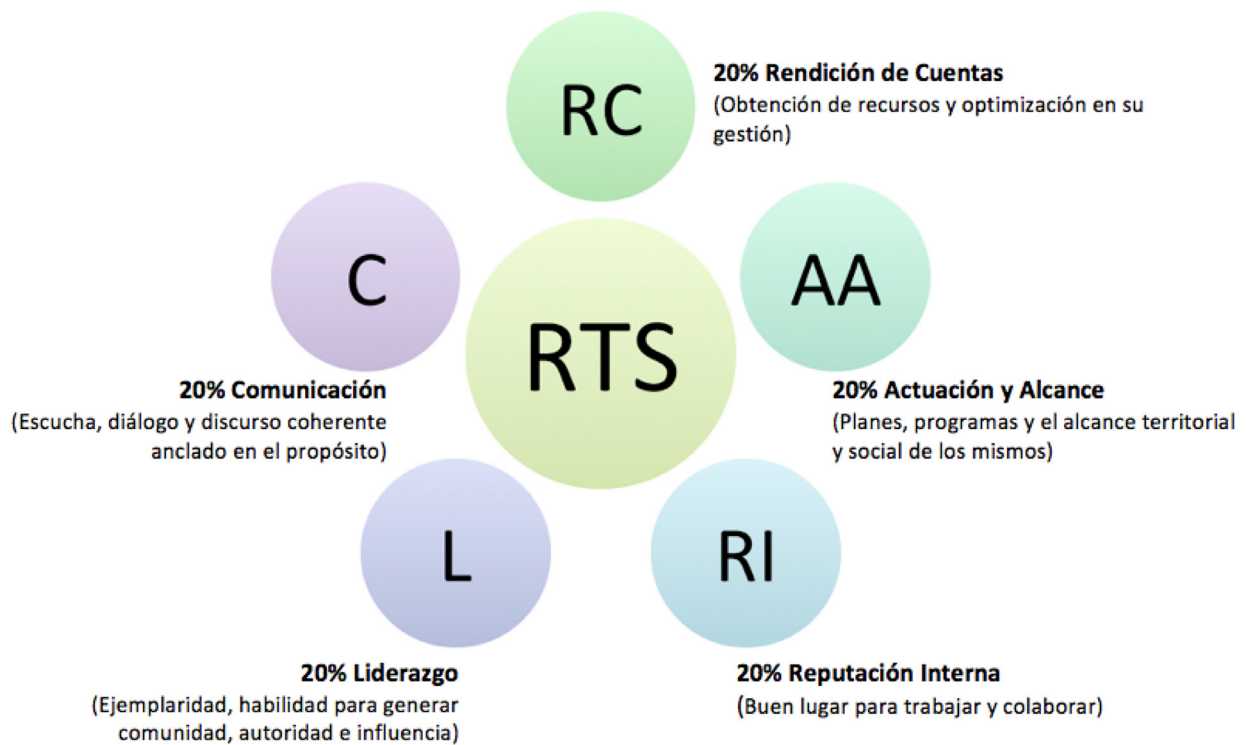 RC
20% Rendición de Cuentas
(Obtención de recursos y optimización en su
gestión)
C
AA
RTS
20% Comunicación
(Escucha, diálogo y discurso coherente
anclado en el propósito)
20% Actuación y Alcance
(Planes, programas y el alcance territorial
y social de los mismos)
L
RI
20% Liderazgo
(Ejemplaridad, habilidad para generar
comunidad, autoridad e influencia)
20% Reputación Interna
(Buen lugar para trabajar y colaborar)